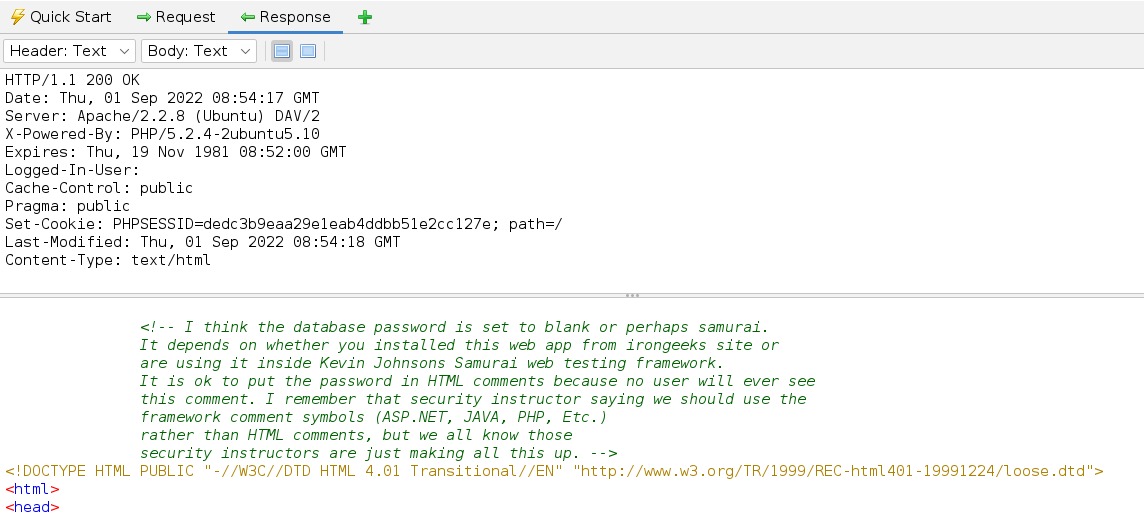 Quick Start Request Response
Header: Text Body: Text
HTTP/1.1 200 OK
Date: Thu, 01 Sep 2022 08:54:17 GMT
Server: Apache/2.2.8 (Ubuntu) DAV/2
X-Powered-By: PHP/5.2.4-2ubuntu5.10
Expires: Thu, 19 Nov 1981 08:52:00 GMT
Logged-In-User:
Cache-Control: public
Pragma: public
Set-Cookie: PHPSESSID=dedc3b9eaa29e1eab4ddbb51e2cc127e; path=/
Last-Modified: Thu, 01 Sep 2022 08:54:18 GMT
Content-Type: text/html
<!-- I think the database password is set to blank or perhaps samurai.
It depends on whether you installed this web app from irongeeks site or
are using it inside Kevin Johnsons Samurai web testing framework.
It is ok to put the password in HTML comments because no user will ever see
this comment. I remember that security instructor saying we should use the
framework comment symbols (ASP.NET, JAVA, PHP, Etc.)
rather than HTML comments, but we all know those
security instructors are just making all this up. -->
<!DOCTYPE HTML PUBLIC "-//W3C//DTD HTML 4.01 Transitional//EN" "http://www.w3.org/TR/1999/REC-html401-19991224/loose.dtd">
<html>
<head>